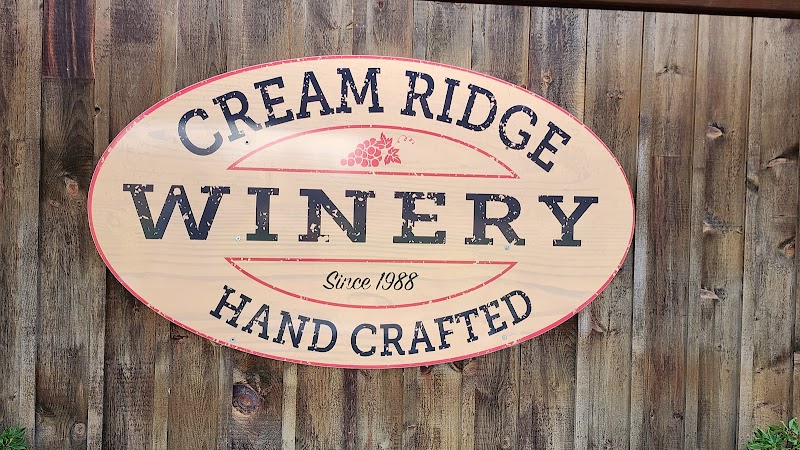 CREAM RIDGE
WINERY
Since 1988
HAND CRAFTED